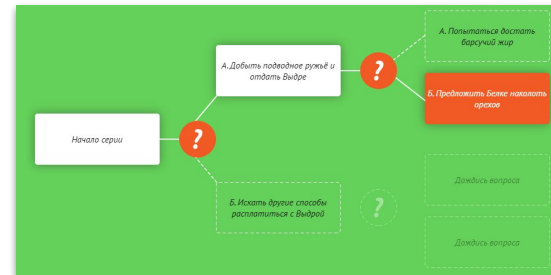 А. Попытаться достать
барсучий жир
А. Добыть подводное ружьё и
отдать Выдре
?
Б. Предложить Белке наколоть
орехов
Начало серии
?
Дождись вопроса
Б. Искать другие способы
расплатиться с Выдрой
?
Дождись вопроса